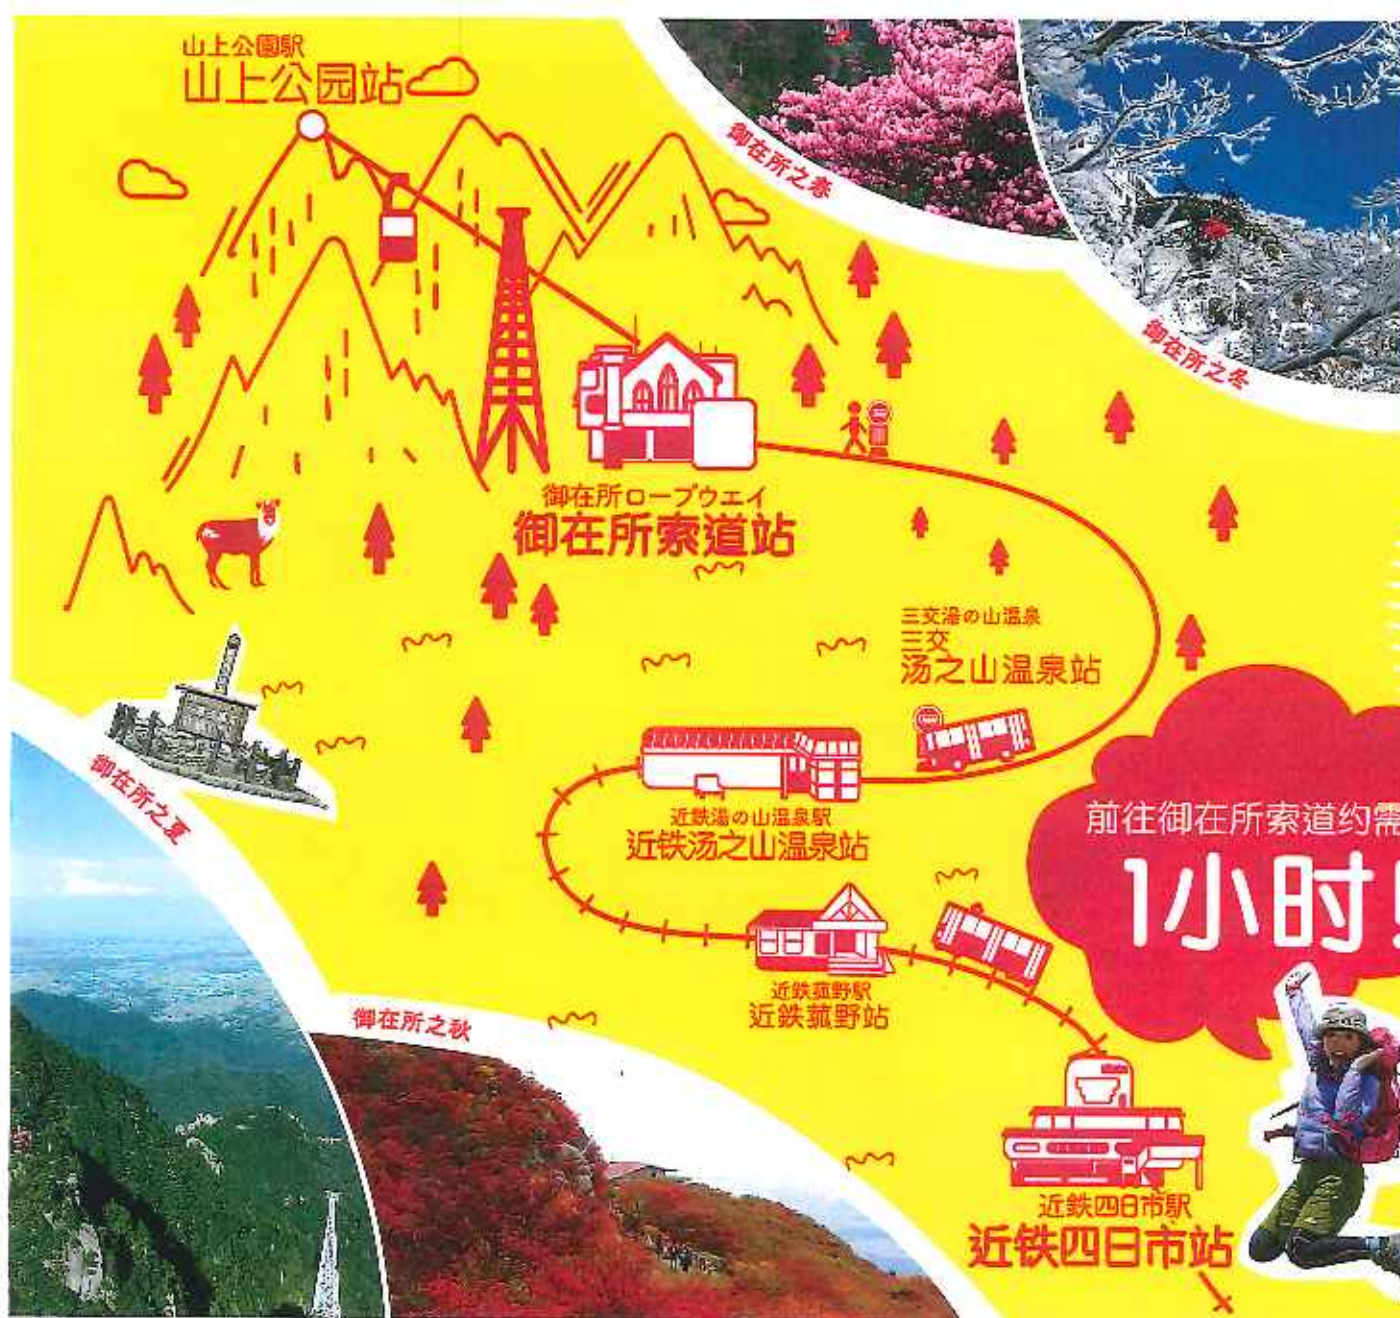 山上公園駅
山上公园站
御在所之春
御在所之冬
御在所ロープウエイ
御在所索道站
三交湯の山温泉
三交
汤之山温泉站
御在所之夏
近鉄湯の山温泉駅
近铁汤之山温泉站
前往御在所索道约需
1小时
近鉄菰野駅
近鉄菰野站
御在所之秋
近鉄四日市駅
近铁四日市站